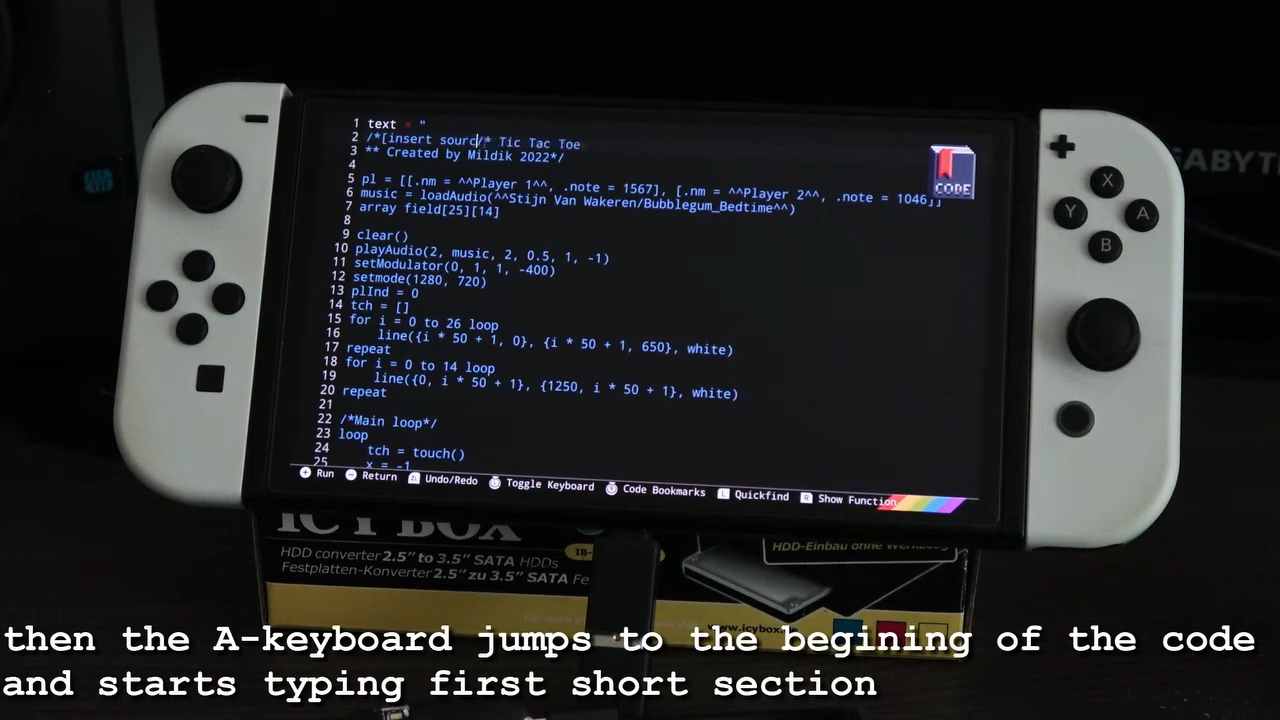 1 text = "
2 /*[insert sourc/* Tic Tac Toe
3 ** Created by Mildik 2022*/
4
5 pl = [[.nm = ^^Player 1^^, .note = 1567], [.nm = ^^Player 2^^, .note = 1046]]
6 music = loadAudio(^^Stijn Van Wakeren/Bubblegum_Bedtime^^)
7 array field[25][14]
8
9 clear()
10 playAudio(2, music, 2, 0.5, 1, -1)
11 setModulator(0, 1, 1, -400)
12 setmode(1280, 720)
13 plInd = 0
14 tch = []
15 for i = 0 to 26 loop
16 line({i * 50 + 1, 0}, {i * 50 + 1, 650}, white)
17 repeat
18 for i = 0 to 14 loop
19 line({0, i * 50 + 1}, {1250, i * 50 + 1}, white)
20 repeat
21
22 /*Main loop*/
23 loop
24 tch = touch()
25 x = -1
CODE
+ Run - Return ZL Undo/Redo Toggle Keyboard Code Bookmarks L Quickfind R Show Function
X
Y
A
B
GABYT
ICY BOX
HDD converter 2.5" to 3.5" SATA HDDs
Festplatten-Konverter 2.5" zu 3.5" SATA Fe
IB-
HDD-Einbau ohne Werkzeug
www.icybox.
then the A-keyboard jumps to the begining of the code
and starts typing first short section